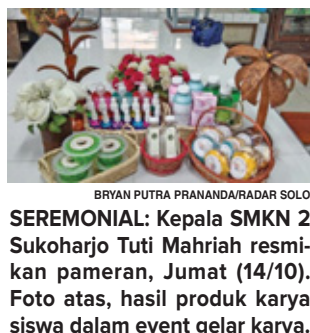 BRYAN PUTRA PRANANDA/RADAR SOLO
SEREMONIAL: Kepala SMKN 2
Sukoharjo Tuti Mahriah resmi-
kan pameran, Jumat (14/10).
Foto atas, hasil produk karya
siswa dalam event gelar karya.